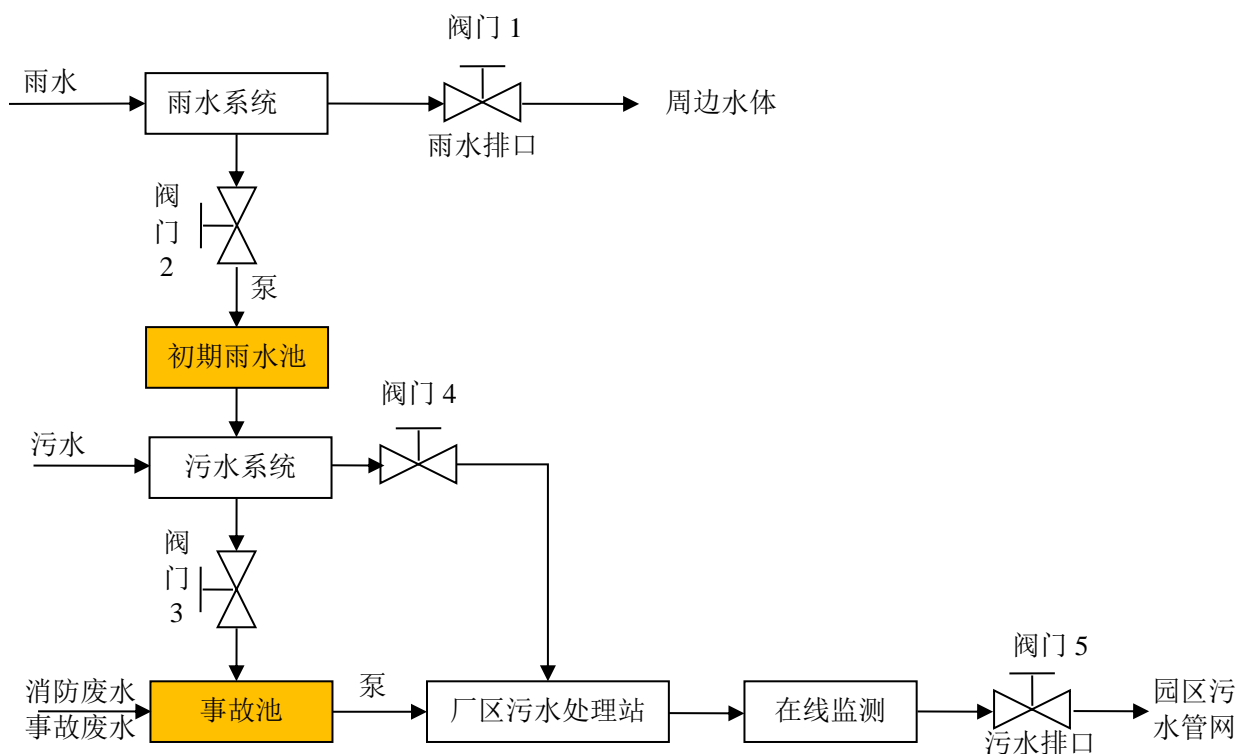 阀门 1
雨水
雨水系统
周边水体
雨水排口
阀
门
2
泵
初期雨水池
阀门 4
污水
污水系统
阀
门
3
阀门 5
消防废水
事故废水
事故池
泵
厂区污水处理站
在线监测
污水排口
园区污
水管网